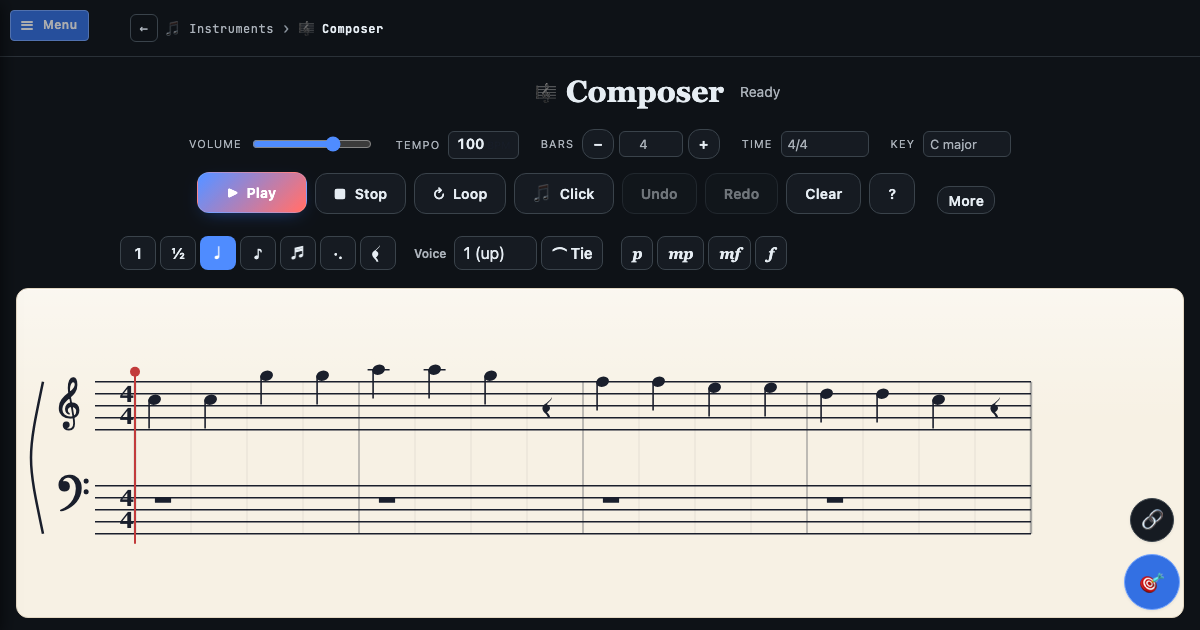 Menu
← Instruments › Composer
Composer Ready
VOLUME TEMPO 100 BARS − 4 + TIME 4/4 KEY C major
Play Stop Loop Click Undo Redo Clear ? More
1 ½ Voice 1 (up) Tie p mp mf f
4
4
4
4